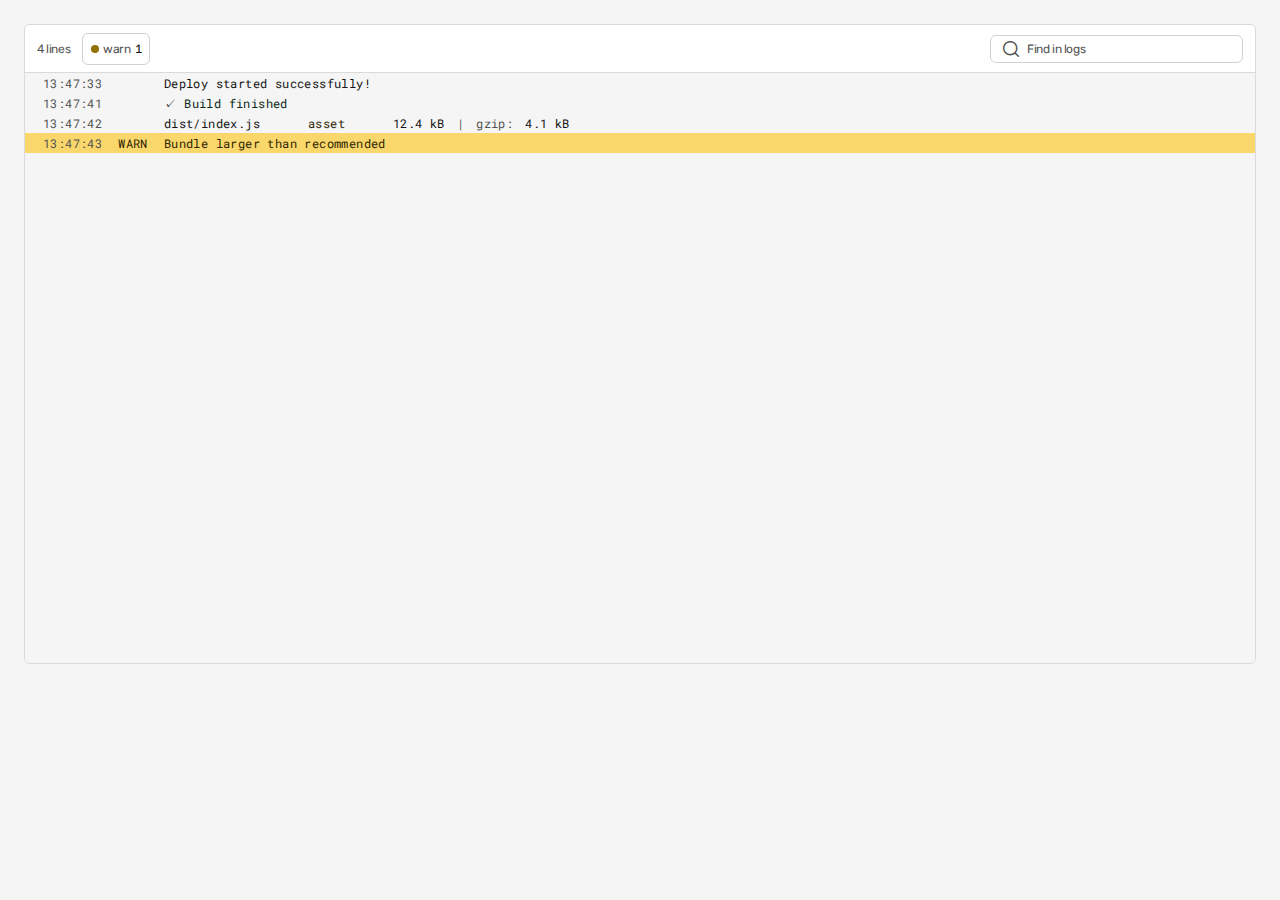 4 lines
warn 1
Find in logs
13:47:33 Deploy started successfully!
13:47:41 ✓ Build finished
13:47:42 dist/index.js asset 12.4 kB | gzip: 4.1 kB
13:47:43 WARN Bundle larger than recommended